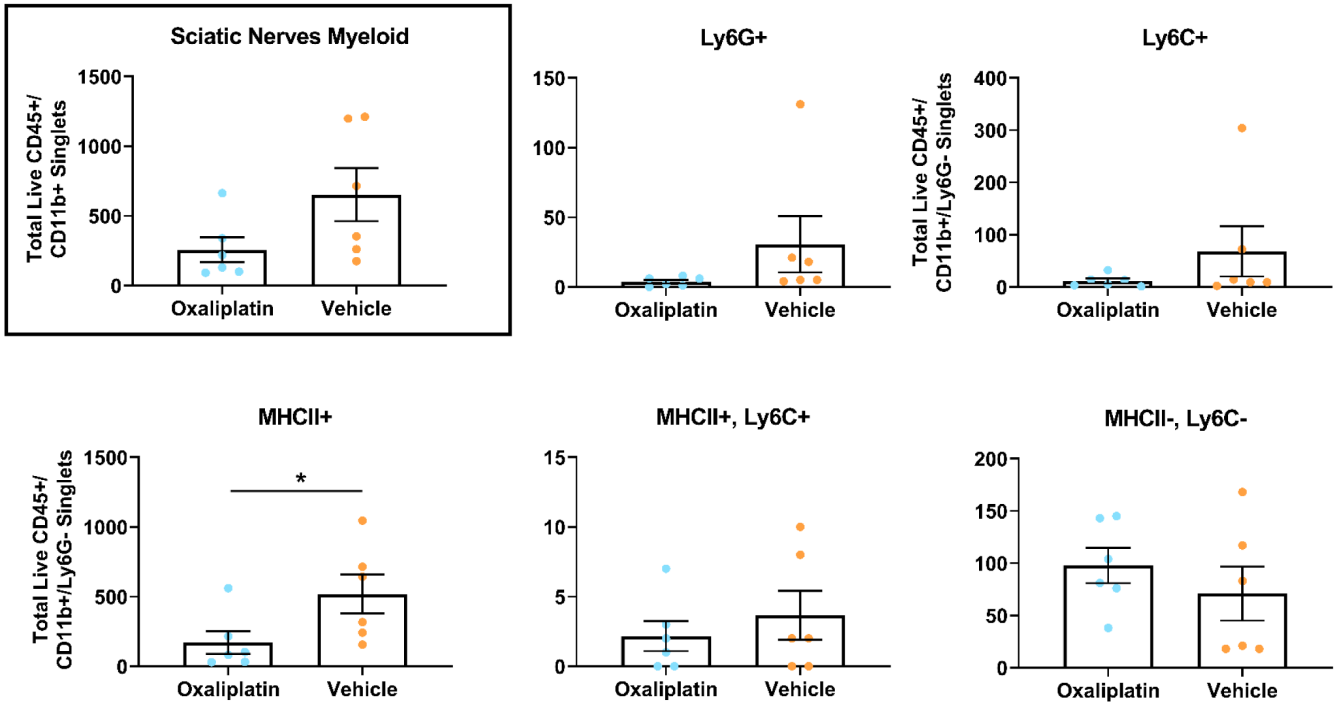 Sciatic Nerves Myeloid
Total Live CD45+/
CD11b+ Singlets
1500
1000
500
0
Oxaliplatin Vehicle
Ly6G+
150
100
50
0
Oxaliplatin Vehicle
Ly6C+
Total Live CD45+/
CD11b+/Ly6G- Singlets
400
300
200
100
0
Oxaliplatin Vehicle
MHCII+
Total Live CD45+/
CD11b+/Ly6G- Singlets
1500
1000
500
0
*
Oxaliplatin Vehicle
MHCII+, Ly6C+
15
10
5
0
Oxaliplatin Vehicle
MHCII-, Ly6C-
200
150
100
50
0
Oxaliplatin Vehicle